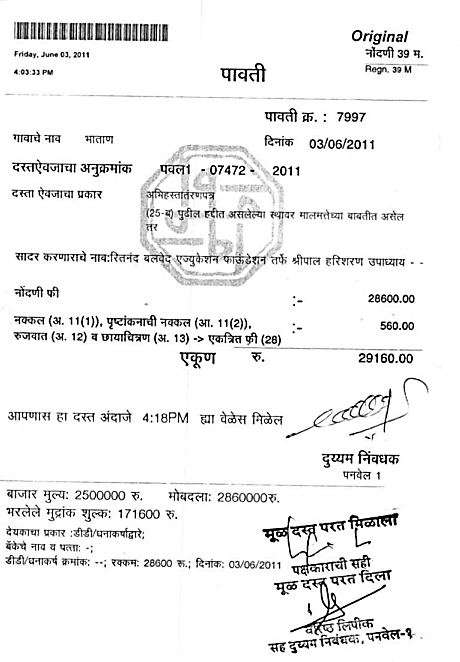 Original
नोंदणी 39 म.
Regn. 39 M
Friday, June 03, 2011
4:03:33 PM
पावती
पावती क्र. : 7997
गावाचे नाव भाताण
दिनांक 03/06/2011
दस्तऐवजाचा अनुक्रमांक पवल1 - 07472 - 2011
दस्ता ऐवजाचा प्रकार अभिहस्तांतरणपत्र
(25-ब) पुढील हद्दीत असलेल्या स्थावर मालमत्तेच्या बाबतीत असेल
तर
सादर करणाराचे नाव:रितनंद बलवेद एज्युकेशन फाऊंडेशन तर्फे श्रीपाल हरिशरण उपाध्याय - -
नोंदणी फी :- 28600.00
नक्कल (अ. 11(1)), पृष्टांकनाची नक्कल (आ. 11(2)), :- 560.00
रुजवात (अ. 12) व छायाचित्रण (अ. 13) -> एकत्रित फ़ी (28)
एकूण रु. 29160.00
आपणास हा दस्त अंदाजे 4:18PM ह्या वेळेस मिळेल
दुय्यम निंवधक
पनवेल 1
बाजार मुल्य: 2500000 रु. मोबदला: 2860000रु.
भरलेले मुद्रांक शुल्क: 171600 रु.
देयकाचा प्रकार :डीडी/धनाकर्षाद्वारे;
बँकेचे नाव व पत्ता: -;
डीडी/धनाकर्ष क्रमांक: --; रक्कम: 28600 रू.; दिनांक: 03/06/2011
मूळ दस्त परत मिळाला
पक्षकाराची सही
मूळ दस्त परत दिला
वरिष्ठ लिपीक
सह दुय्यम निंबधक, पनवेल-१